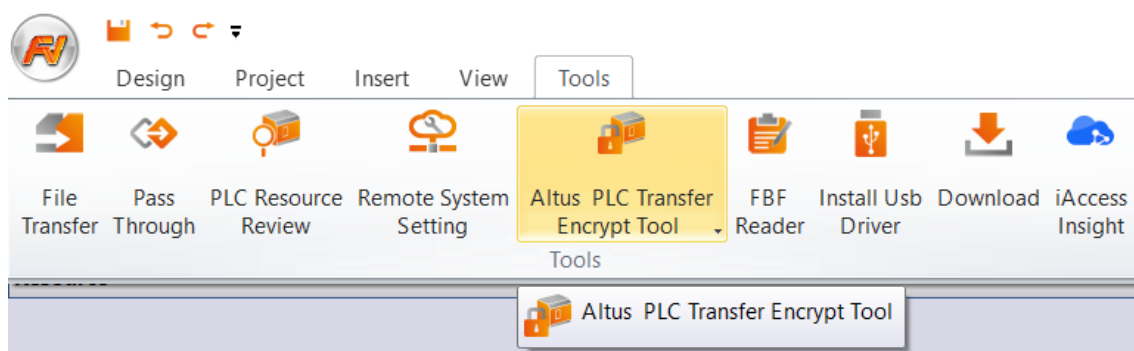 Design Project Insert View Tools
File Transfer
Pass Through
PLC Resource Review
Remote System Setting
Altus PLC Transfer Encrypt Tool
FBF Reader
Install Usb Driver
Download
iAccess Insight
Tools
Altus PLC Transfer Encrypt Tool